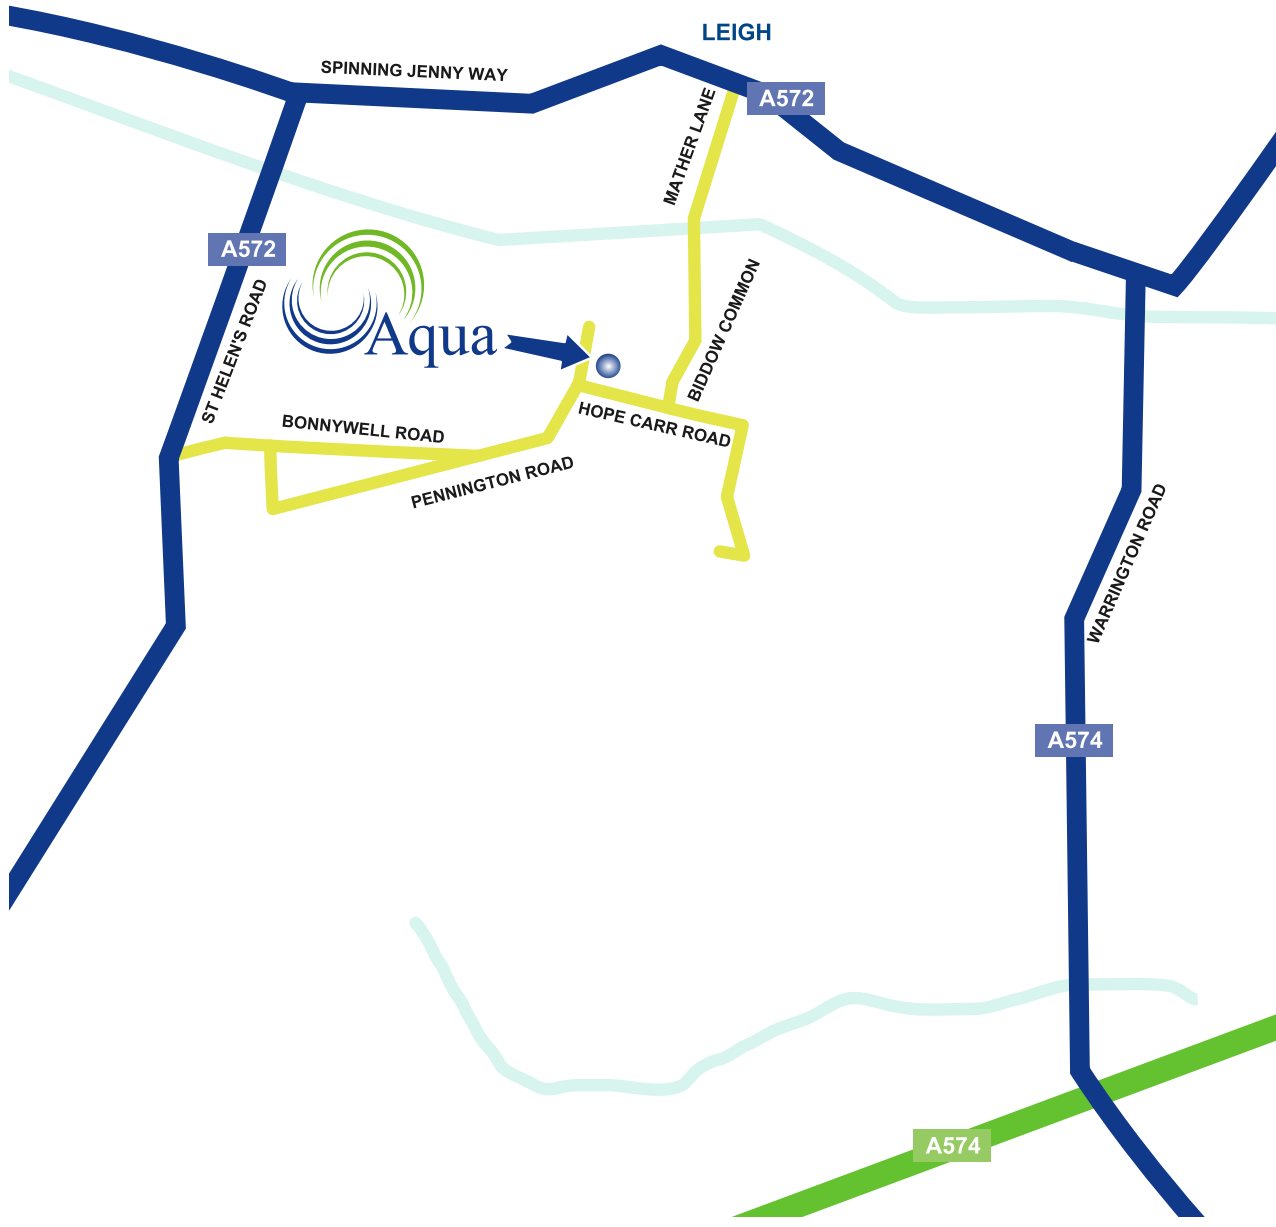 LEIGH
SPINNING JENNY WAY
A572
MATHER LANE
A572
ST HELEN'S ROAD
Aqua
BIDDOW COMMON
HOPE CARR ROAD
BONNYWELL ROAD
PENNINGTON ROAD
WARRINGTON ROAD
A574
A574